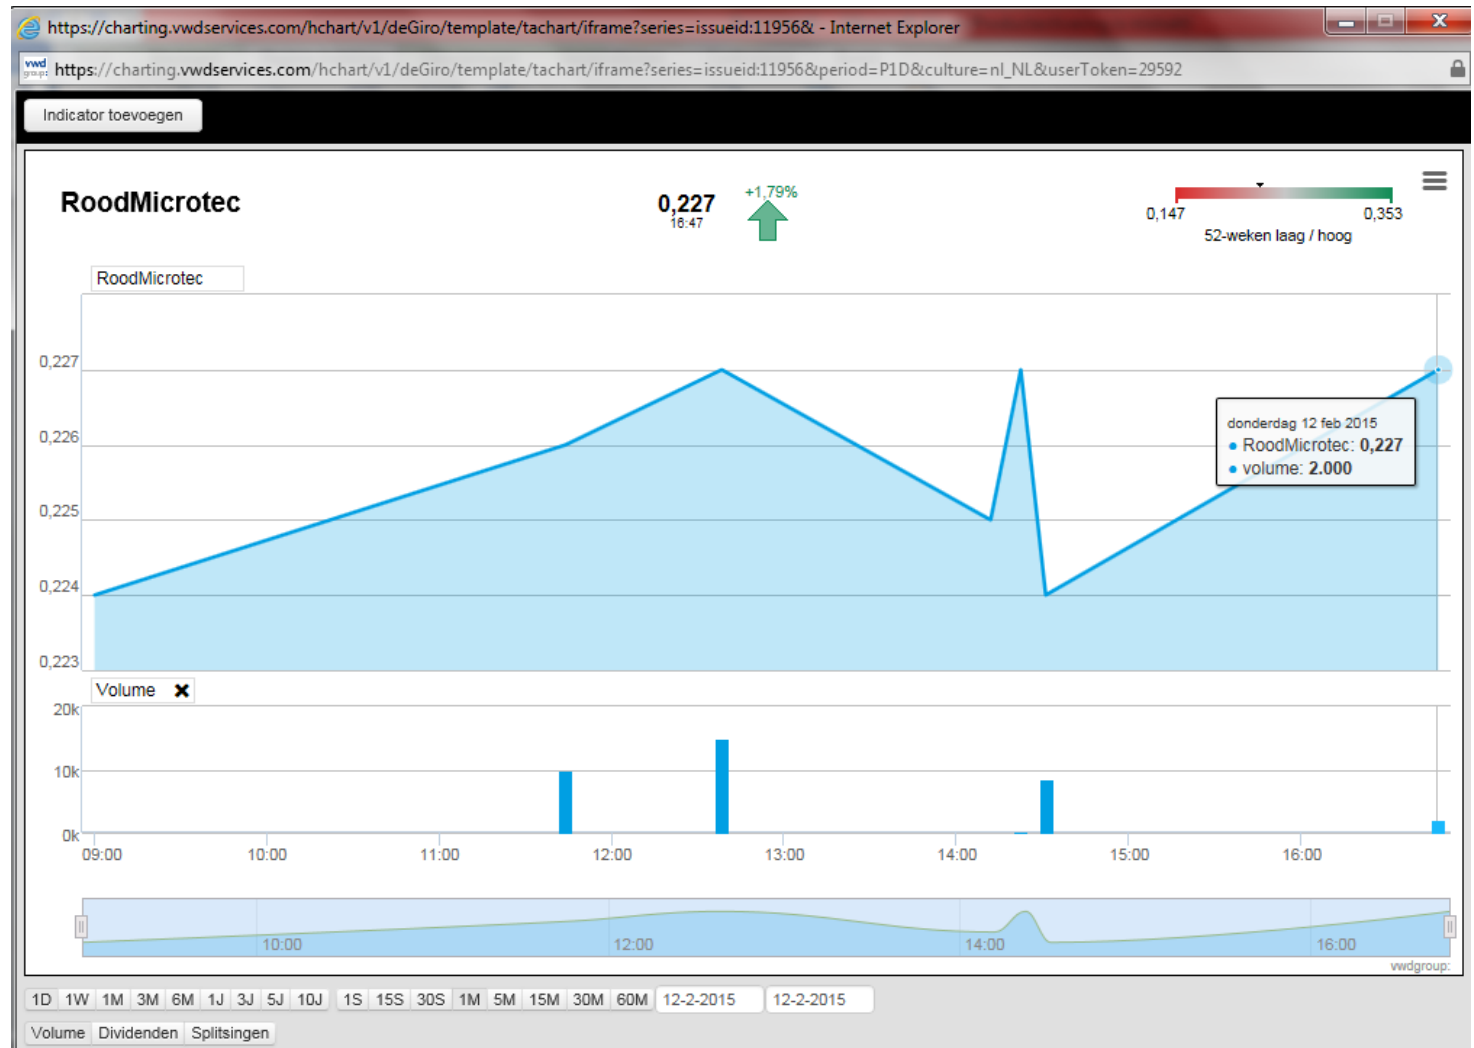 https://charting.vwdservices.com/hchart/v1/deGiro/template/tachart/iframe?series=issueid:11956& - Internet Explorer
vwd group: https://charting.vwdservices.com/hchart/v1/deGiro/template/tachart/iframe?series=issueid:11956&period=P1D&culture=nl_NL&userToken=29592
Indicator toevoegen
RoodMicrotec
0,227
16:47
+1,79%
0,147 0,353
52-weken laag / hoog
RoodMicrotec
0,227
0,226
0,225
0,224
0,223
donderdag 12 feb 2015
RoodMicrotec: 0,227
volume: 2.000
Volume
20k
10k
0k
09:00 10:00 11:00 12:00 13:00 14:00 15:00 16:00
10:00 12:00 14:00 16:00
vwdgroup:
1D 1W 1M 3M 6M 1J 3J 5J 10J 1S 15S 30S 1M 5M 15M 30M 60M 12-2-2015 12-2-2015
Volume Dividenden Splitsingen